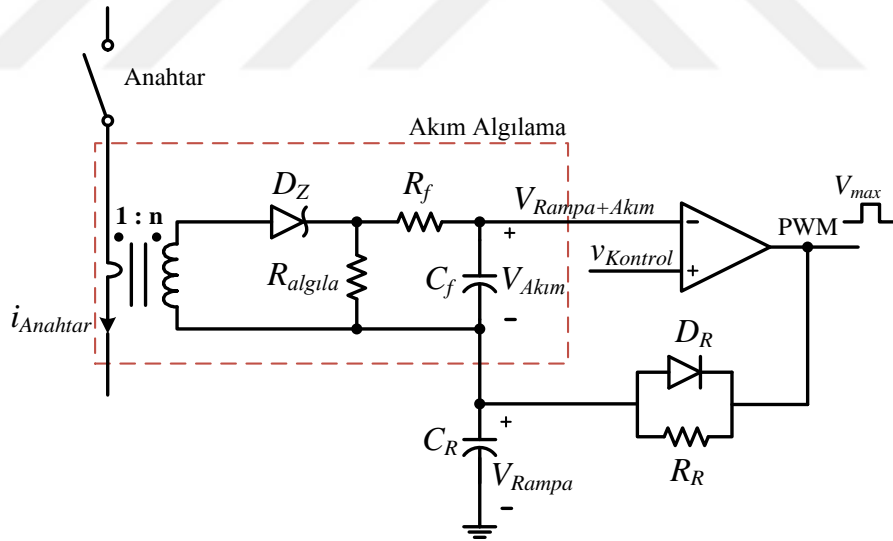 Anahtar
Akım Algılama
1 : n
D_Z
R_f
R_algıla
C_f
V_Akım
+
-
V_Rampa+Akım
v_Kontrol
-
+
PWM
V_max
i_Anahtar
D_R
R_R
C_R
+
V_Rampa
-